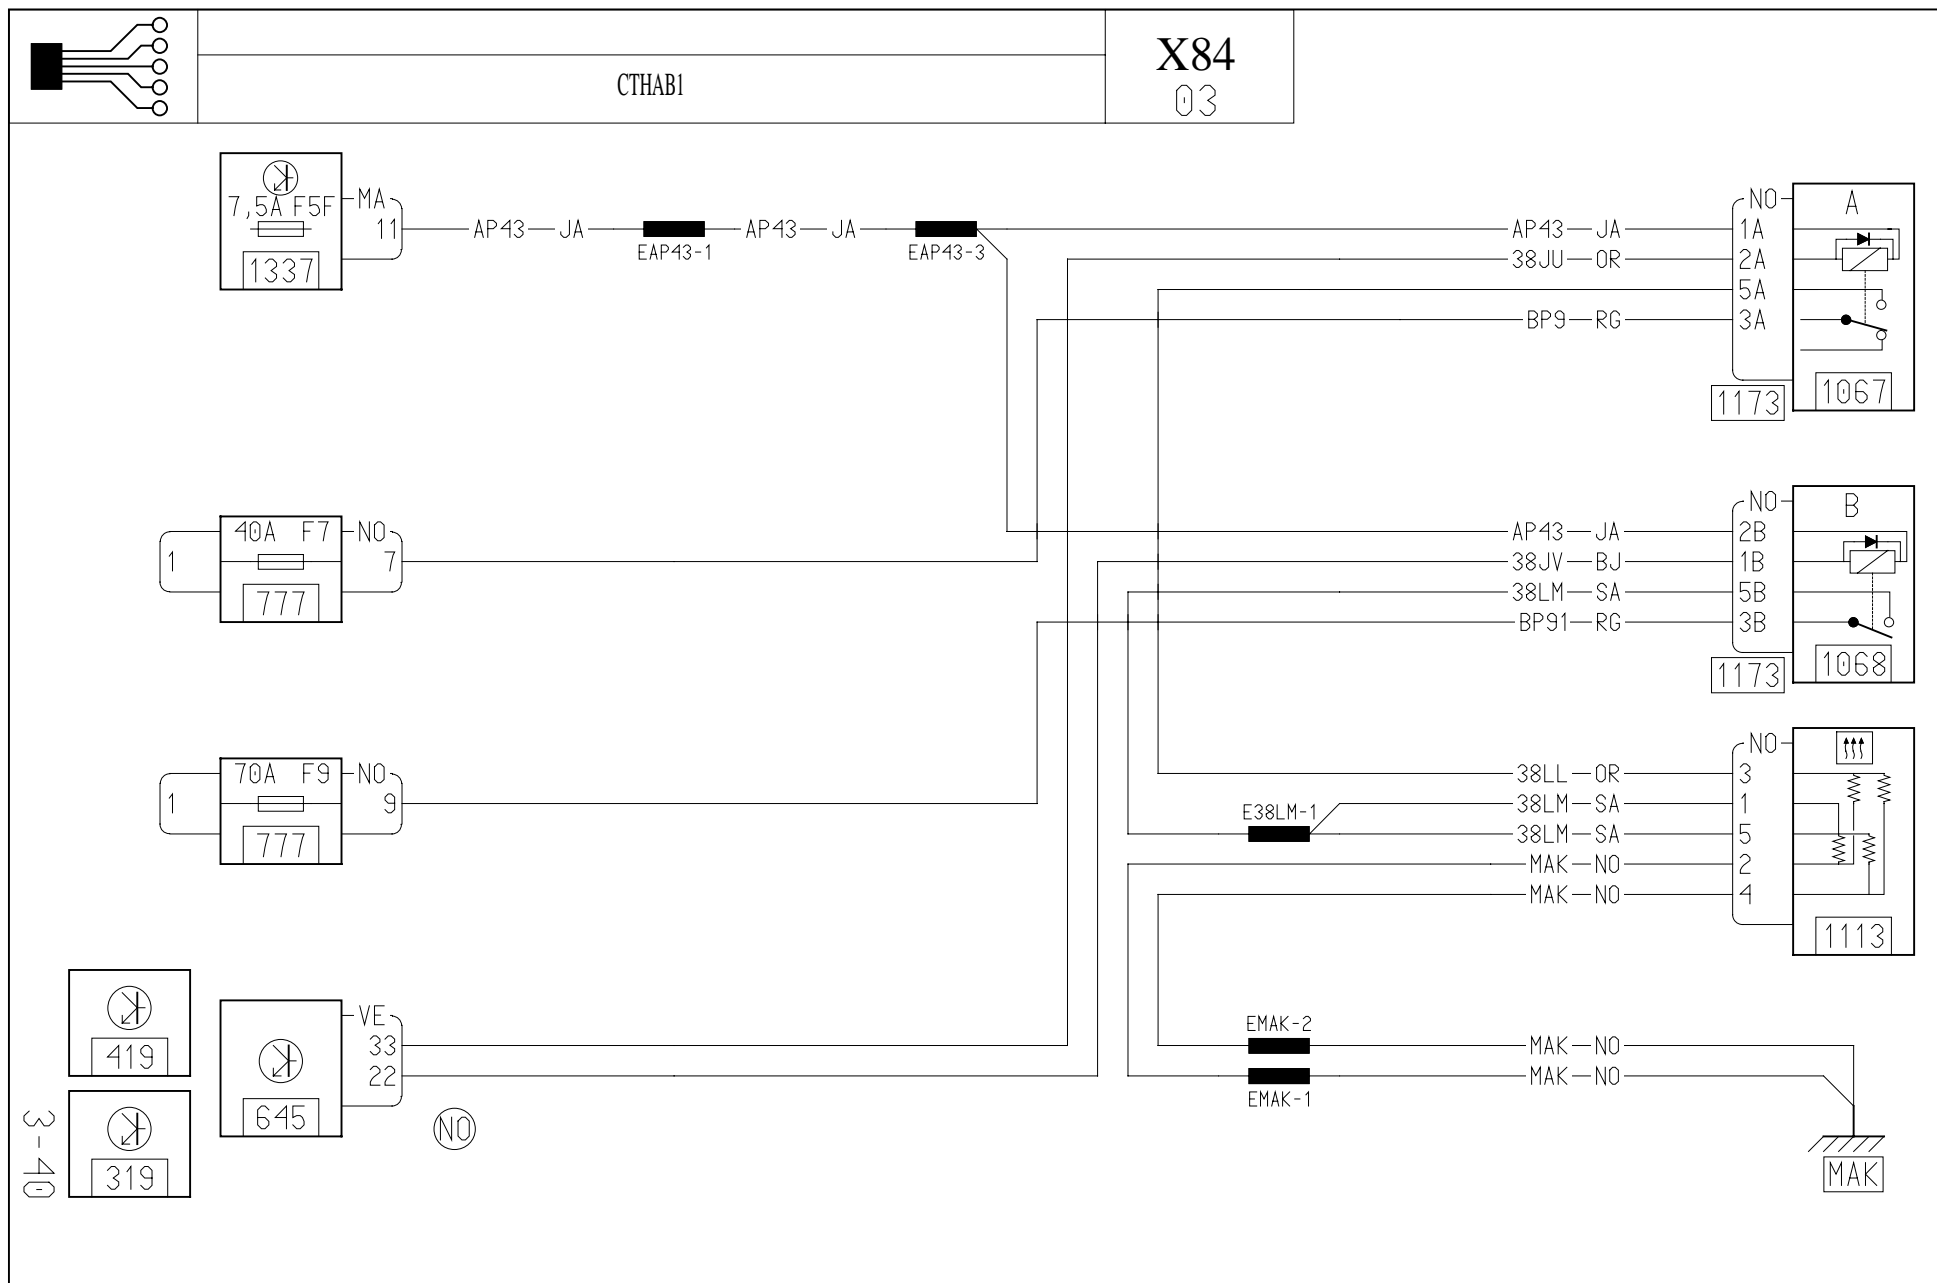 CTHAB1
X84
03
7,5A F5F
MA
11
1337
AP43 JA
EAP43-1
AP43 JA
EAP43-3
AP43 JA
38JU OR
BP9 RG
NO
1A
2A
5A
3A
A
1173
1067
40A F7
NO
1
7
777
AP43 JA
38JV BJ
38LM SA
BP91 RG
NO
2B
1B
5B
3B
B
1173
1068
70A F9
NO
1
9
777
E38LM-1
38LL OR
38LM SA
38LM SA
MAK NO
MAK NO
NO
3
1
5
2
4
1113
419
319
3-40
VE
33
22
645
NO
EMAK-2
MAK NO
MAK NO
EMAK-1
MAK